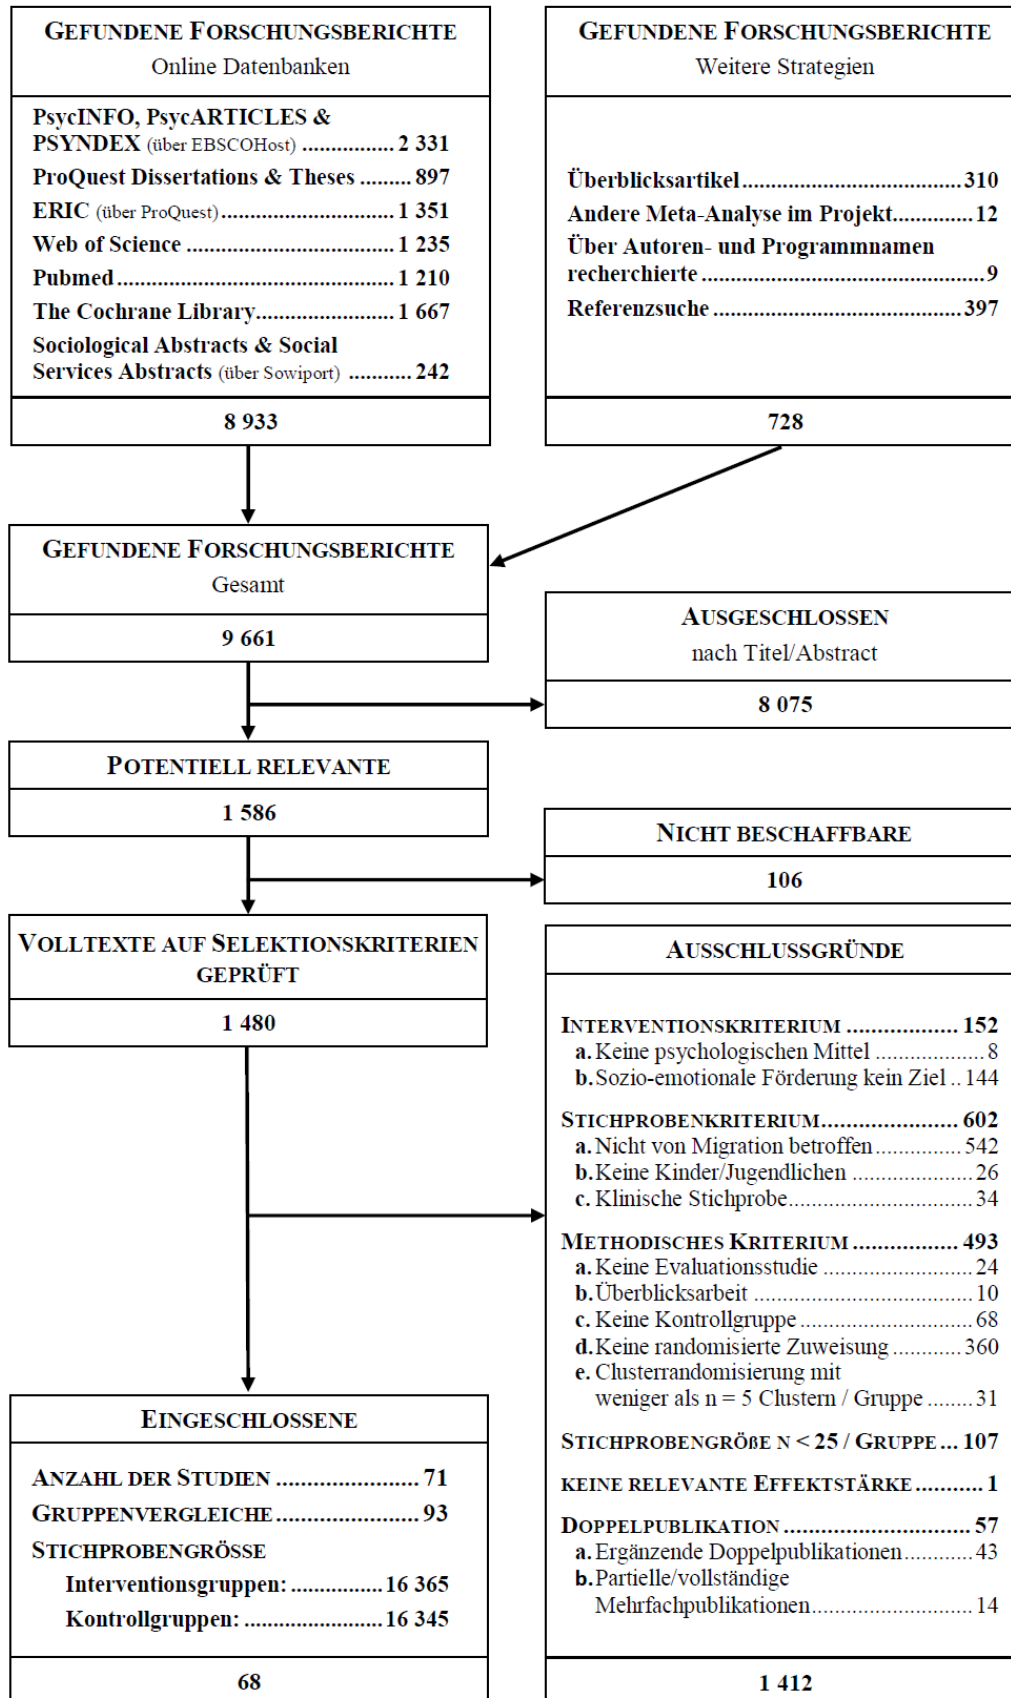 GEFUNDENE FORSCHUNGSBERICHTE
Online Datenbanken
PsycINFO, PsycARTICLES &
PSYNDEX (über EBSCOHost) ................ 2 331
ProQuest Dissertations & Theses ......... 897
ERIC (über ProQuest) .............................. 1 351
Web of Science .................................... 1 235
Pubmed ................................................ 1 210
The Cochrane Library ........................ 1 667
Sociological Abstracts & Social
Services Abstracts (über Sowiport) ........... 242
8 933
GEFUNDENE FORSCHUNGSBERICHTE
Weitere Strategien
Überblicksartikel ...................................... 310
Andere Meta-Analyse im Projekt .............. 12
Über Autoren- und Programmnamen
recherchierte ................................................ 9
Referenzsuche ........................................... 397
728
GEFUNDENE FORSCHUNGSBERICHTE
Gesamt
9 661
AUSGESCHLOSSEN
nach Titel/Abstract
8 075
POTENTIELL RELEVANTE
1 586
NICHT BESCHAFFBARE
106
VOLLTEXTE AUF SELEKTIONSKRITERIEN
GEPRÜFT
1 480
AUSSCHLUSSGRÜNDE
INTERVENTIONSKRITERIUM ................... 152
a. Keine psychologischen Mittel .................... 8
b. Sozio-emotionale Förderung kein Ziel .. 144
STICHPROBENKRITERIUM ....................... 602
a. Nicht von Migration betroffen ............... 542
b. Keine Kinder/Jugendlichen ..................... 26
c. Klinische Stichprobe ............................... 34
METHODISCHES KRITERIUM .................. 493
a. Keine Evaluationsstudie ......................... 24
b. Überblicksarbeit ..................................... 10
c. Keine Kontrollgruppe ............................. 68
d. Keine randomisierte Zuweisung ............ 360
e. Clusterrandomisierung mit
weniger als n = 5 Clustern / Gruppe ... 31
STICHPROBENGRÖßE N < 25 / GRUPPE ... 107
KEINE RELEVANTE EFFEKTSTÄRKE ........... 1
DOPPELPUBLIKATION .............................. 57
a. Ergänzende Doppelpublikationen ............ 43
b. Partielle/vollständige
Mehrfachpublikationen ........................... 14
1 412
EINGESCHLOSSENE
ANZAHL DER STUDIEN ....................... 71
GRUPPENVERGLEICHE ....................... 93
STICHPROBENGRÖSSE
Interventionsgruppen: ............... 16 365
Kontrollgruppen: ....................... 16 345
68